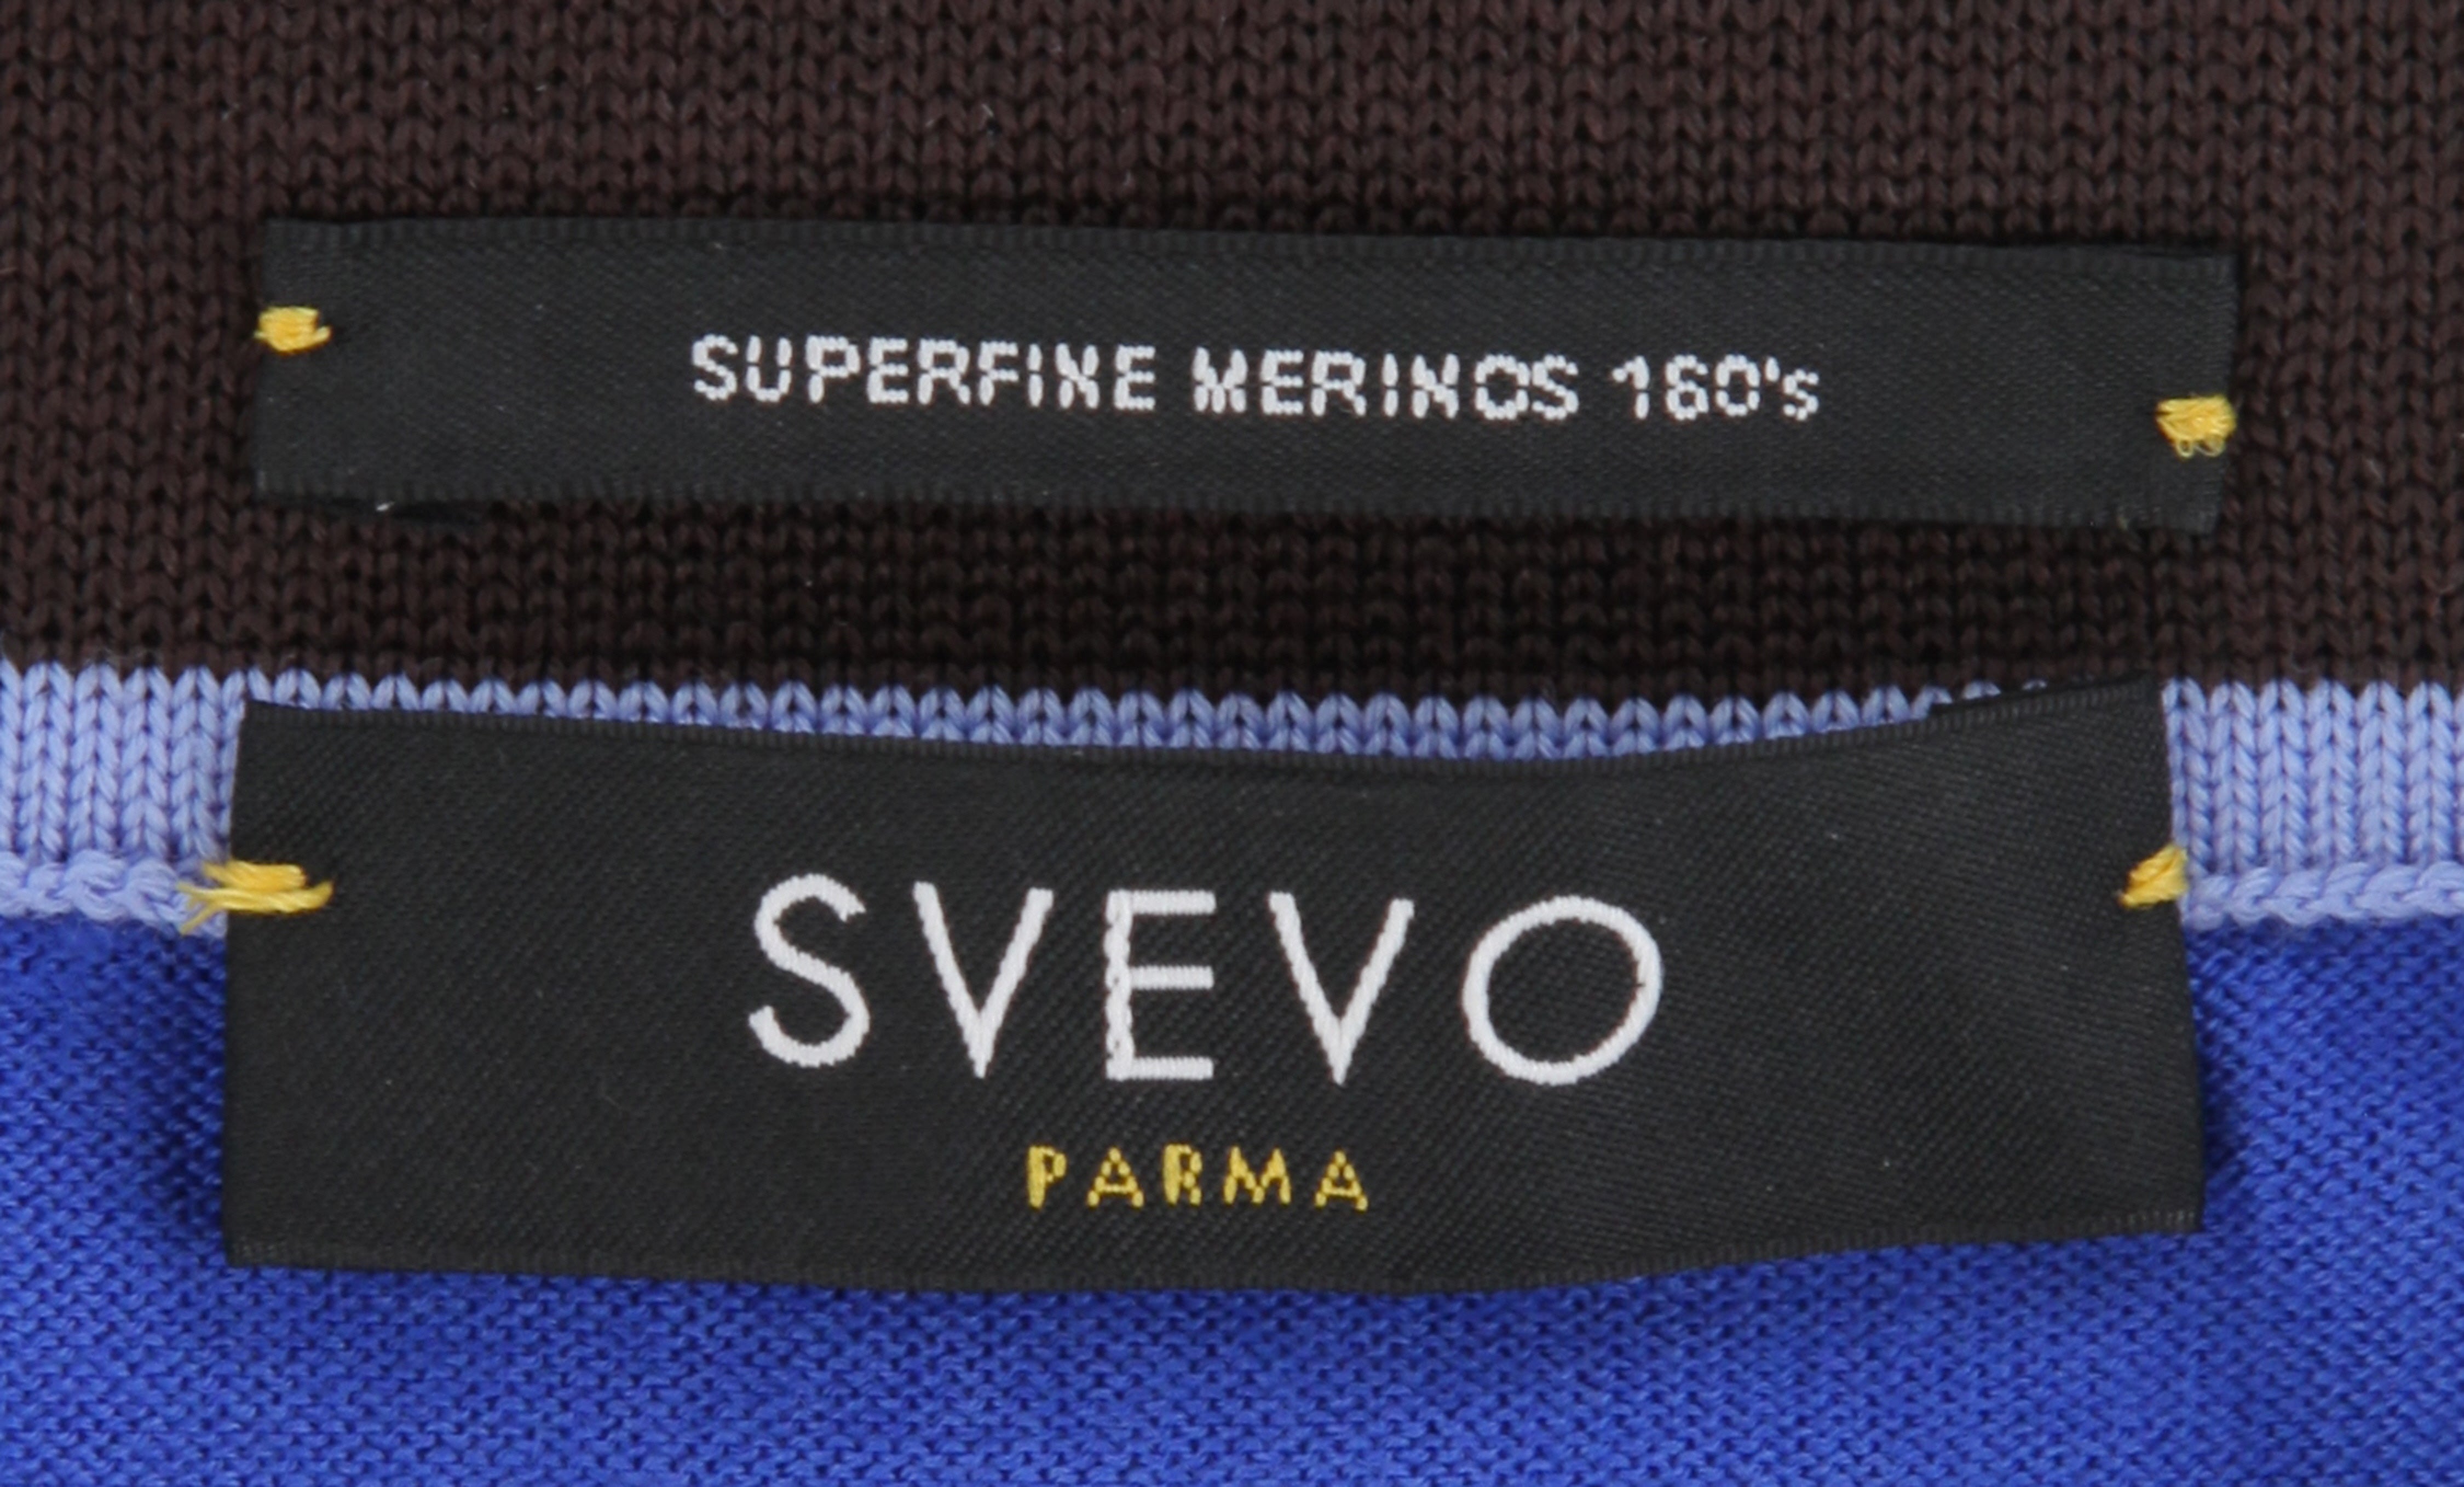 SUPERFINE MERINOS 160's
SVEVO
PARMA